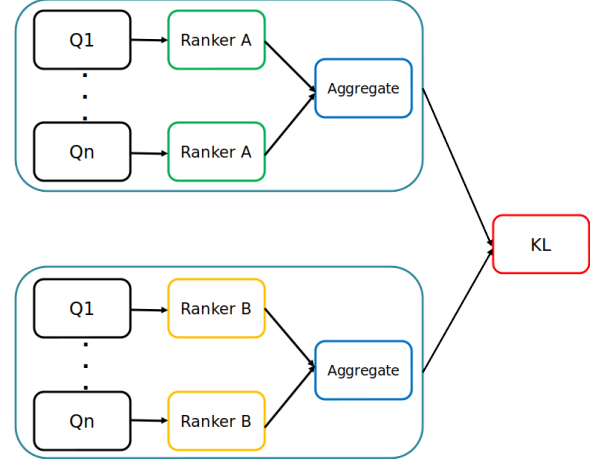 Q1
Ranker A
Aggregate
Qn
Ranker A
KL
Q1
Ranker B
Aggregate
Qn
Ranker B